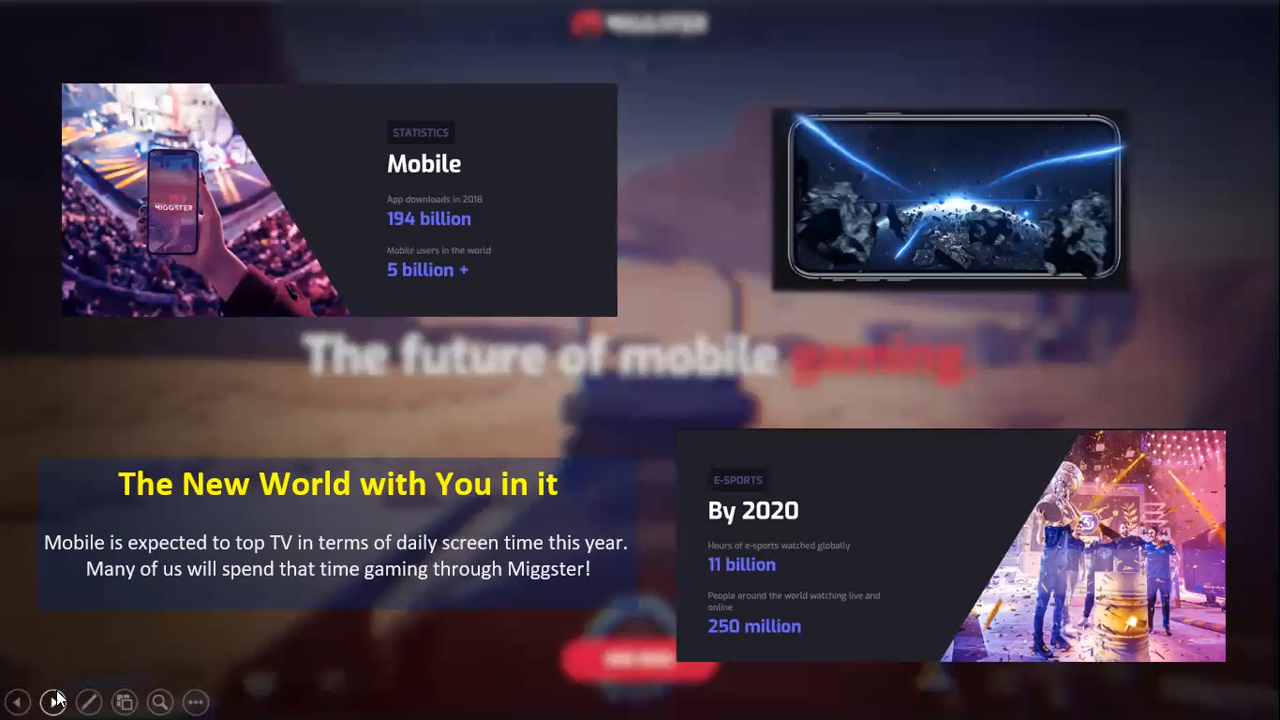 MIGGSTER
STATISTICS
Mobile
App downloads in 2018
194 billion
Mobile users in the world
5 billion +
MIGGSTER
The future of mobile gaming.
The New World with You in it
Mobile is expected to top TV in terms of daily screen time this year.
Many of us will spend that time gaming through Miggster!
E-SPORTS
By 2020
Hours of e-sports watched globally
11 billion
People around the world watching live and
online
250 million